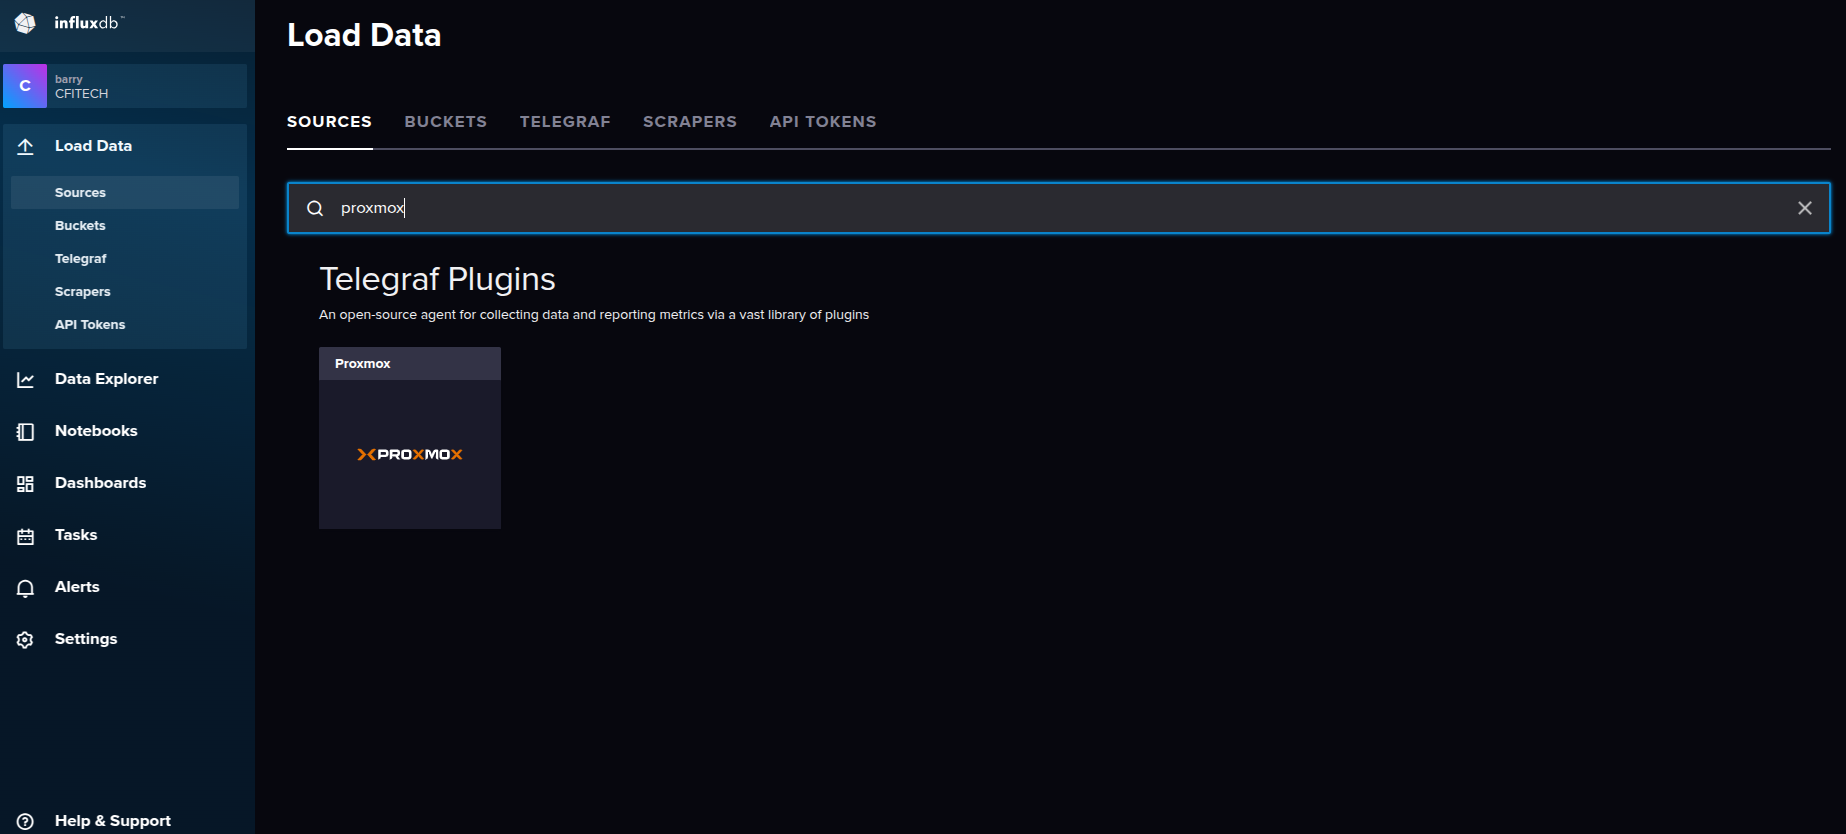 influxdb™
C
barry
CFITECH
Load Data
Sources
Buckets
Telegraf
Scrapers
API Tokens
Data Explorer
Notebooks
Dashboards
Tasks
Alerts
Settings
Help & Support
Load Data
SOURCES BUCKETS TELEGRAF SCRAPERS API TOKENS
proxmox
Telegraf Plugins
An open-source agent for collecting data and reporting metrics via a vast library of plugins
Proxmox
PROXMOX